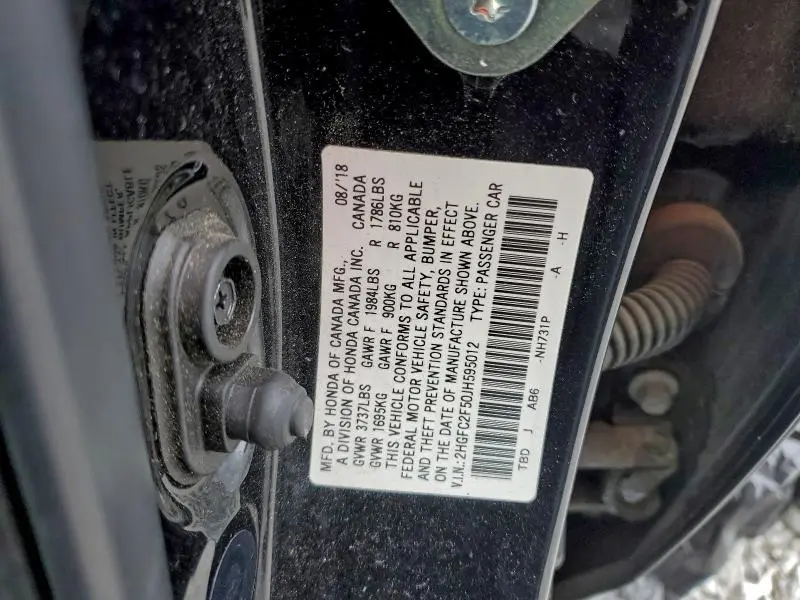 MFD. BY HONDA OF CANADA MFG., 08/'18
A DIVISION OF HONDA CANADA INC. CANADA
GVWR 3737LBS GAWR F 1984LBS R 1786LBS
GVWR 1695KG GAWR F 900KG R 810KG
THIS VEHICLE CONFORMS TO ALL APPLICABLE
FEDERAL MOTOR VEHICLE SAFETY, BUMPER,
AND THEFT PREVENTION STANDARDS IN EFFECT
ON THE DATE OF MANUFACTURE SHOWN ABOVE.
V.I.N.:2HGFC2F50JH595012 TYPE: PASSENGER CAR
TBD J AB6 -NH731P -A -H